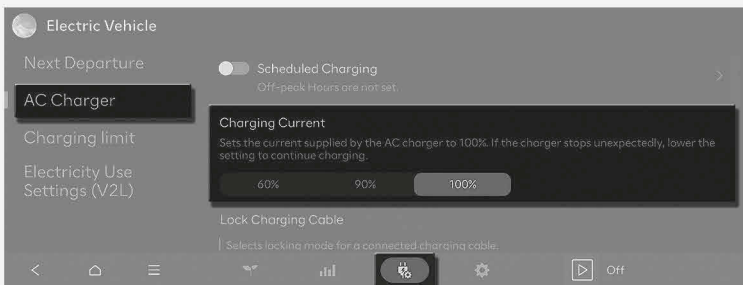 Electric Vehicle
Next Departure
AC Charger
Charging limit
Electricity Use
Settings (V2L)
Scheduled Charging
Off-peak Hours are not set.
Charging Current
Sets the current supplied by the AC charger to 100%. If the charger stops unexpectedly, lower the
setting to continue charging.
60% 90% 100%
Lock Charging Cable
Selects locking mode for a connected charging cable.
Off